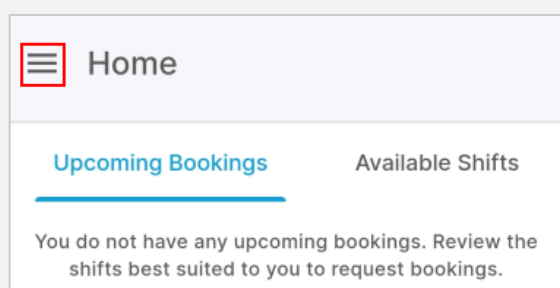 Home
Upcoming Bookings Available Shifts
You do not have any upcoming bookings. Review the
shifts best suited to you to request bookings.